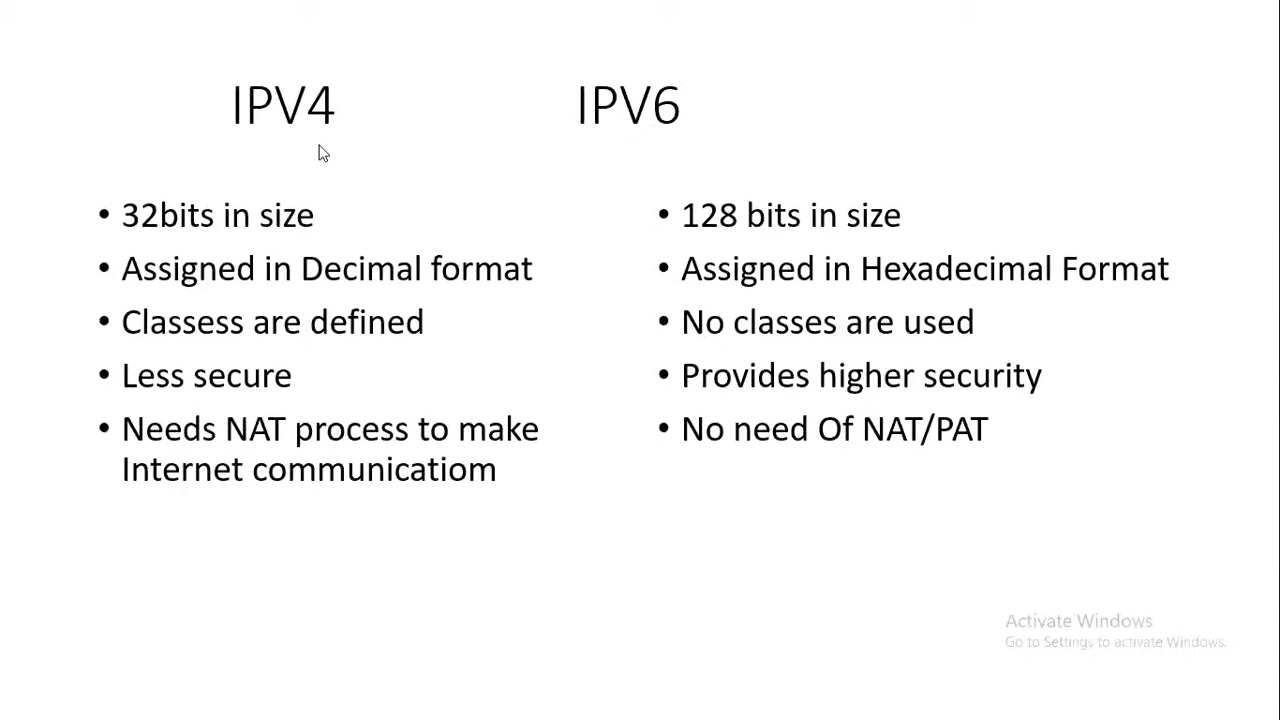 IPV4
IPV6
• 32bits in size
• Assigned in Decimal format
• Classess are defined
• Less secure
• Needs NAT process to make
Internet communicatiom
• 128 bits in size
• Assigned in Hexadecimal Format
• No classes are used
• Provides higher security
• No need Of NAT/PAT
Activate Windows
Go to Settings to activate Windows.